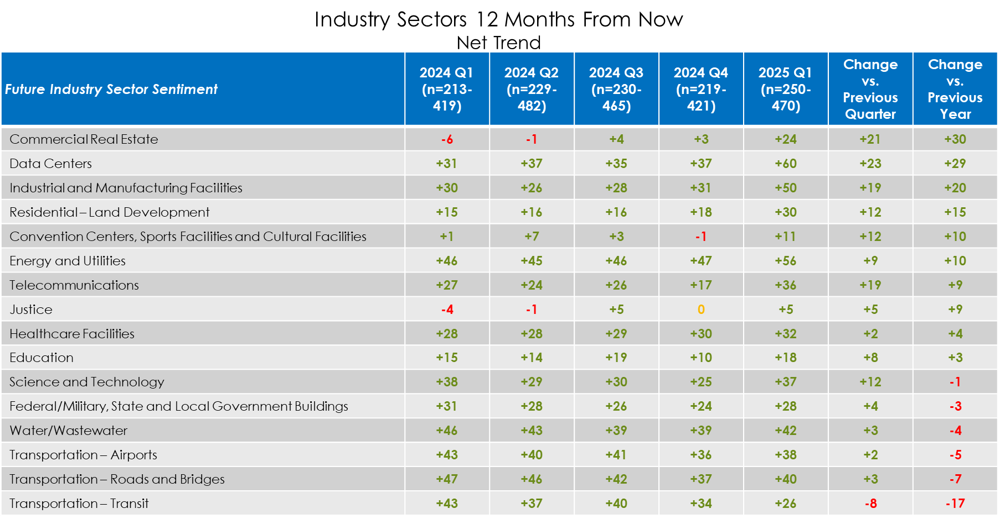 Industry Sectors 12 Months From Now
Net Trend
Future Industry Sector Sentiment 2024 Q1 (n=213-419) 2024 Q2 (n=229-482) 2024 Q3 (n=230-465) 2024 Q4 (n=219-421) 2025 Q1 (n=250-470) Change vs. Previous Quarter Change vs. Previous Year
Commercial Real Estate -6 -1 +4 +3 +24 +21 +30
Data Centers +31 +37 +35 +37 +60 +23 +29
Industrial and Manufacturing Facilities +30 +26 +28 +31 +50 +19 +20
Residential – Land Development +15 +16 +16 +18 +30 +12 +15
Convention Centers, Sports Facilities and Cultural Facilities +1 +7 +3 -1 +11 +12 +10
Energy and Utilities +46 +45 +46 +47 +56 +9 +10
Telecommunications +27 +24 +26 +17 +36 +19 +9
Justice -4 -1 +5 0 +5 +5 +9
Healthcare Facilities +28 +28 +29 +30 +32 +2 +4
Education +15 +14 +19 +10 +18 +8 +3
Science and Technology +38 +29 +30 +25 +37 +12 -1
Federal/Military, State and Local Government Buildings +31 +28 +26 +24 +28 +4 -3
Water/Wastewater +46 +43 +39 +39 +42 +3 -4
Transportation – Airports +43 +40 +41 +36 +38 +2 -5
Transportation – Roads and Bridges +47 +46 +42 +37 +40 +3 -7
Transportation – Transit +43 +37 +40 +34 +26 -8 -17